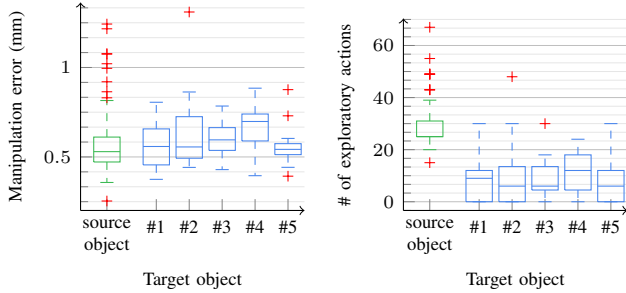 Manipulation error (mm)
1
0.5
source
object
#1
#2
#3
#4
#5
Target object
# of exploratory actions
60
40
20
0
source
object
#1
#2
#3
#4
#5
Target object